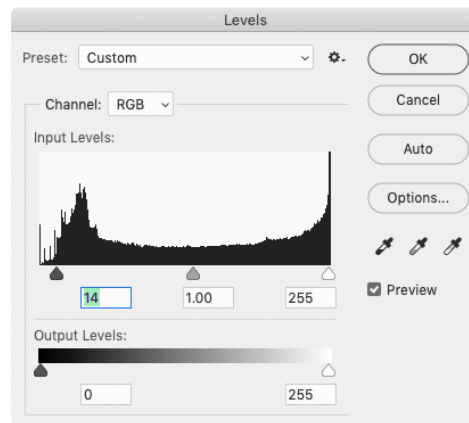 Levels
Preset: Custom
OK
Cancel
Auto
Options...
Preview
Channel: RGB
Input Levels:
14 1.00 255
Output Levels:
0 255